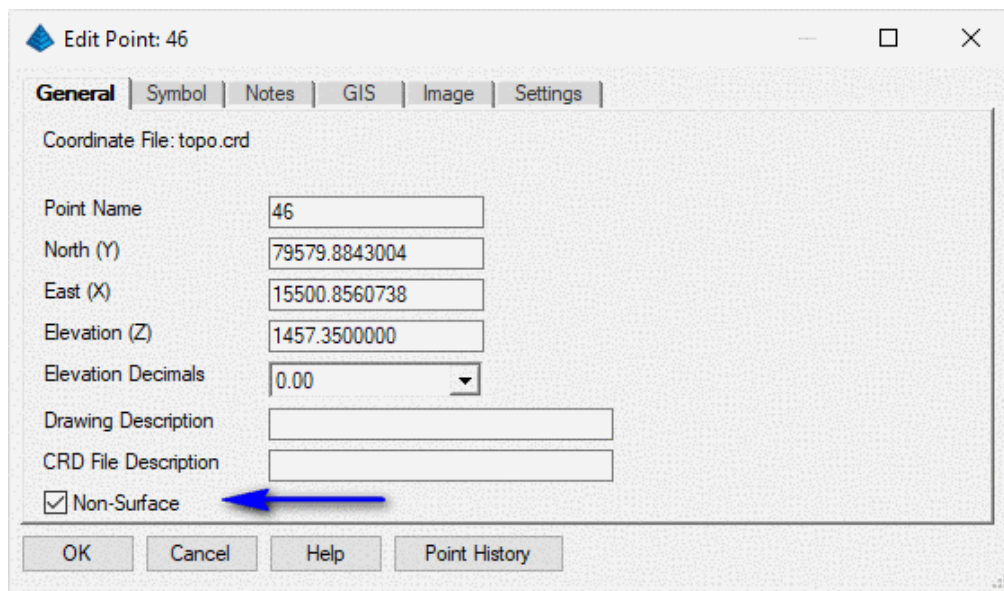 Edit Point: 46
General Symbol Notes GIS Image Settings
Coordinate File: topo.crd
Point Name 46
North (Y) 79579.8843004
East (X) 15500.8560738
Elevation (Z) 1457.3500000
Elevation Decimals 0.00
Drawing Description
CRD File Description
Non-Surface
OK Cancel Help Point History